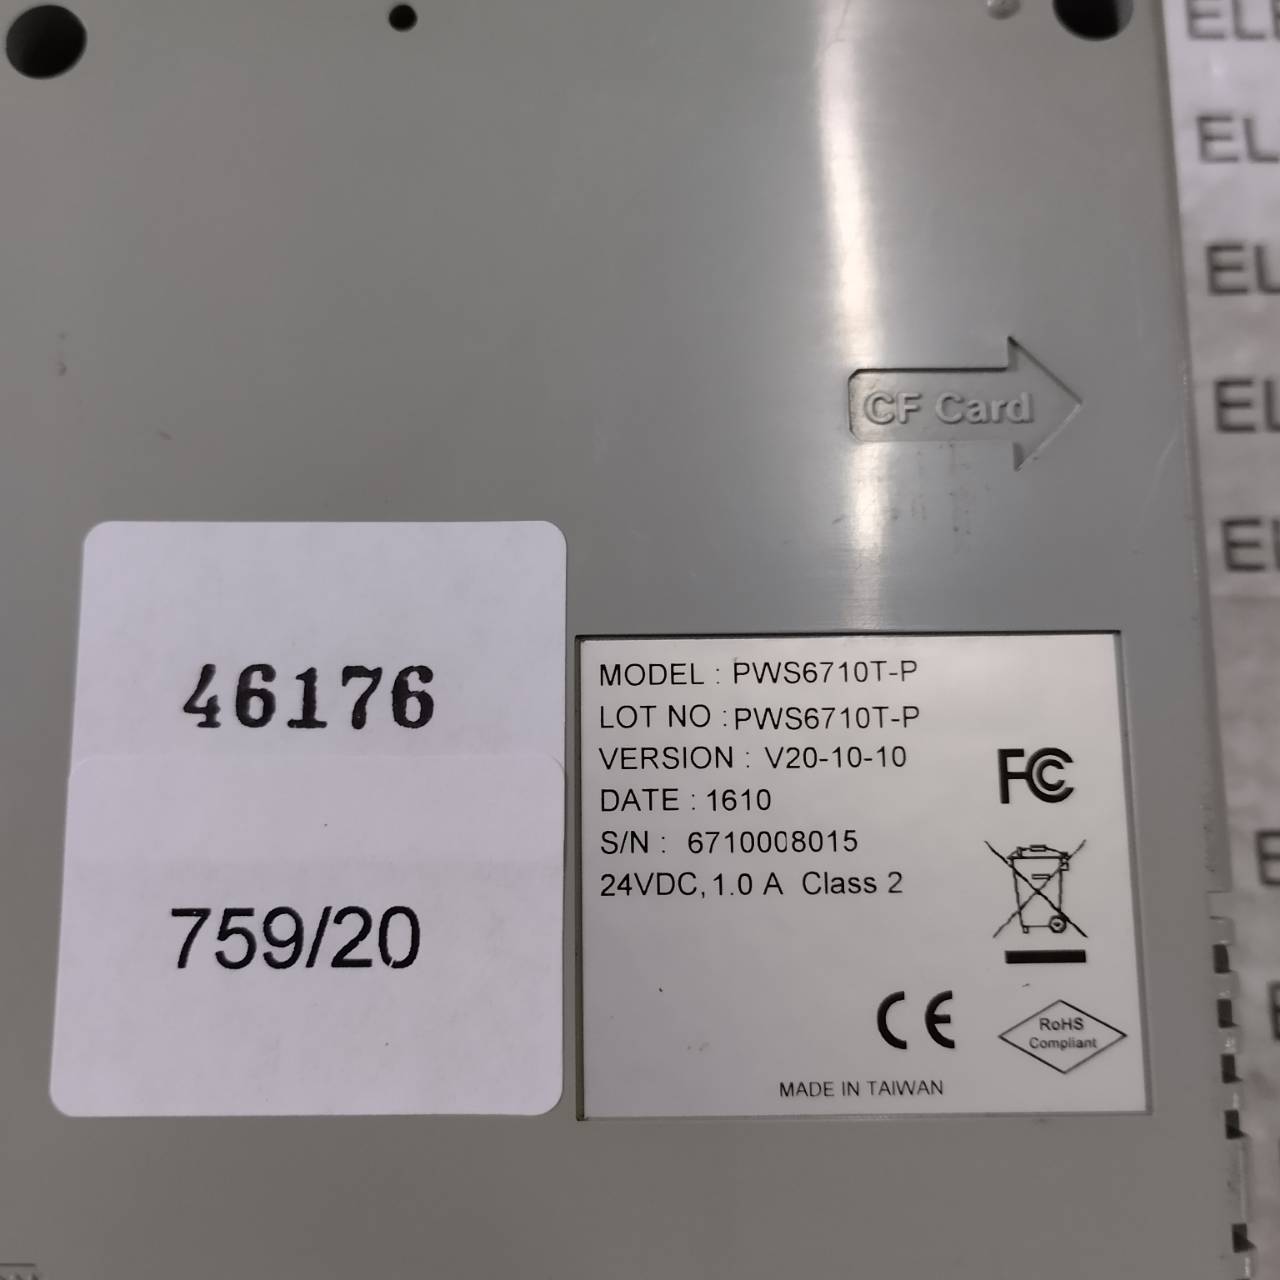 CF Card
46176
759/20
MODEL : PWS6710T-P
LOT NO : PWS6710T-P
VERSION : V20-10-10
DATE : 1610
S/N : 6710008015
24VDC, 1.0 A Class 2
FC
CE
RoHS
Compliant
MADE IN TAIWAN